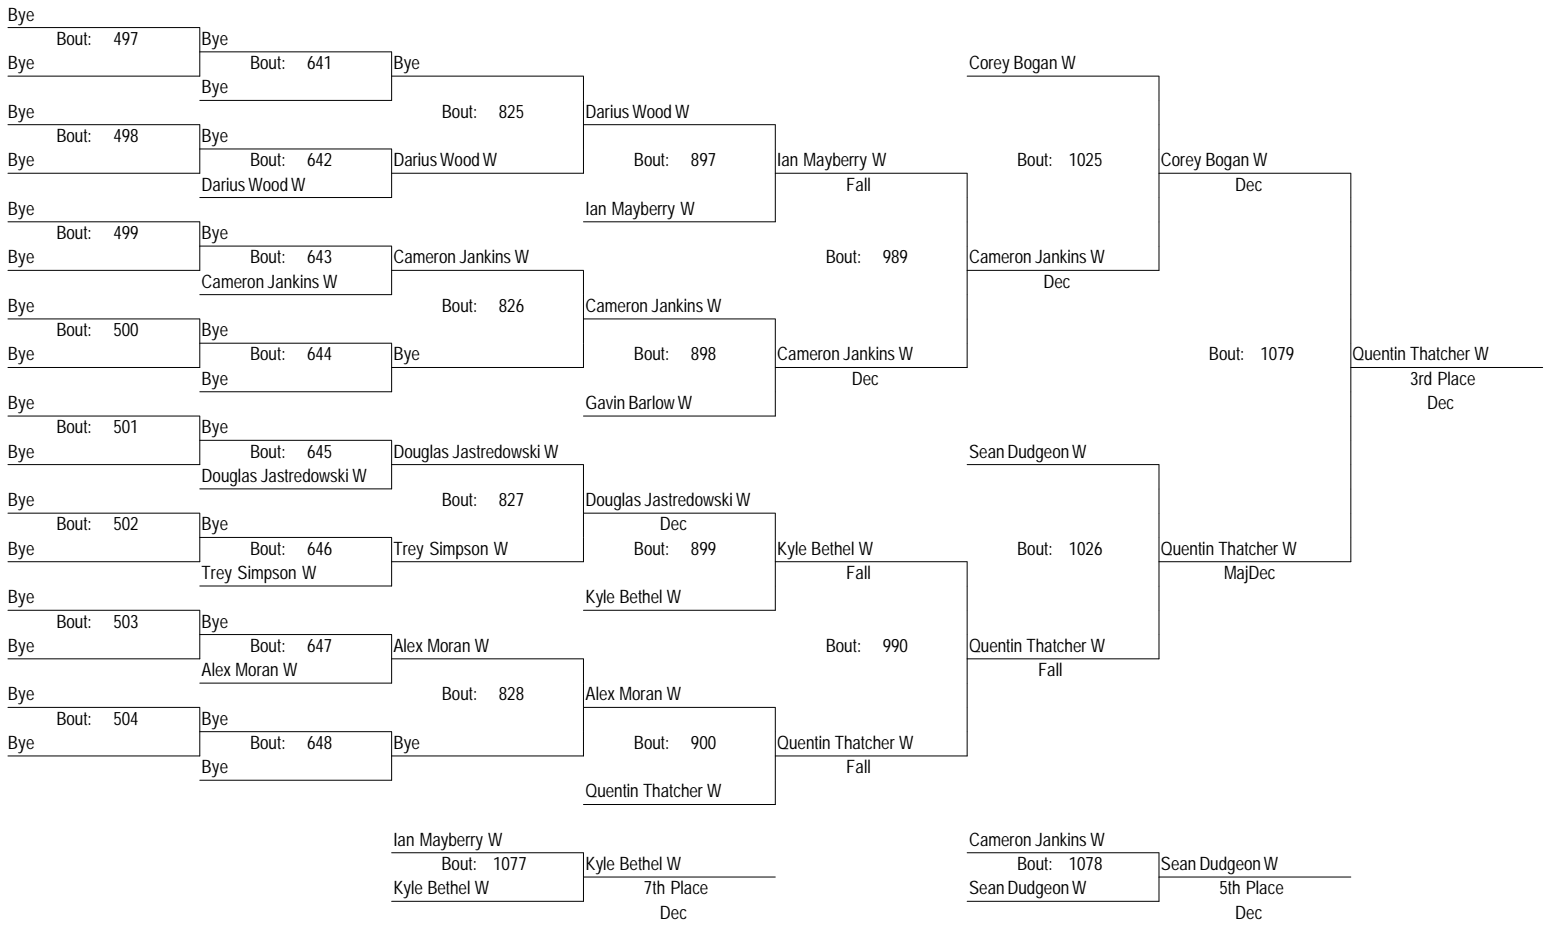 Bye
Bout: 497 Bye
Bye Bout: 641 Bye Corey Bogan W
Bye
Bye Bout: 825 Darius Wood W
Bout: 498 Bye
Bye Bout: 642 Darius Wood W Bout: 897 Ian Mayberry W Bout: 1025 Corey Bogan W
Darius Wood W Fall Dec
Bye Ian Mayberry W
Bout: 499 Bye
Bye Bout: 643 Cameron Jankins W Bout: 989 Cameron Jankins W
Cameron Jankins W Dec
Bye Bout: 826 Cameron Jankins W
Bout: 500 Bye
Bye Bout: 644 Bye Bout: 898 Cameron Jankins W Bout: 1079 Quentin Thatcher W
Bye Dec 3rd Place
Bye Gavin Barlow W Dec
Bout: 501 Bye
Bye Bout: 645 Douglas Jastredowski W Sean Dudgeon W
Douglas Jastredowski W
Bye Bout: 827 Douglas Jastredowski W
Bout: 502 Bye Dec
Bye Bout: 646 Trey Simpson W Bout: 899 Kyle Bethel W Bout: 1026 Quentin Thatcher W
Trey Simpson W Fall MajDec
Bye Kyle Bethel W
Bout: 503 Bye
Bye Bout: 647 Alex Moran W Bout: 990 Quentin Thatcher W
Alex Moran W Fall
Bye Bout: 828 Alex Moran W
Bout: 504 Bye
Bye Bout: 648 Bye Bout: 900 Quentin Thatcher W
Bye Fall
Quentin Thatcher W
Ian Mayberry W Cameron Jankins W
Bout: 1077 Kyle Bethel W Bout: 1078 Sean Dudgeon W
Kyle Bethel W 7th Place Sean Dudgeon W 5th Place
Dec Dec